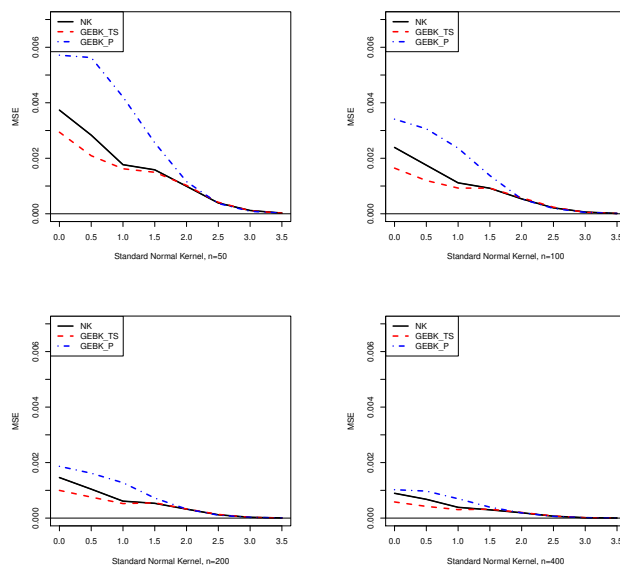 NK
GEBK_TS
GEBK_P
MSE
0.000 0.002 0.004 0.006
0.0 0.5 1.0 1.5 2.0 2.5 3.0 3.5
Standard Normal Kernel, n=50
NK
GEBK_TS
GEBK_P
MSE
0.000 0.002 0.004 0.006
0.0 0.5 1.0 1.5 2.0 2.5 3.0 3.5
Standard Normal Kernel, n=100
NK
GEBK_TS
GEBK_P
MSE
0.000 0.002 0.004 0.006
0.0 0.5 1.0 1.5 2.0 2.5 3.0 3.5
Standard Normal Kernel, n=200
NK
GEBK_TS
GEBK_P
MSE
0.000 0.002 0.004 0.006
0.0 0.5 1.0 1.5 2.0 2.5 3.0 3.5
Standard Normal Kernel, n=400